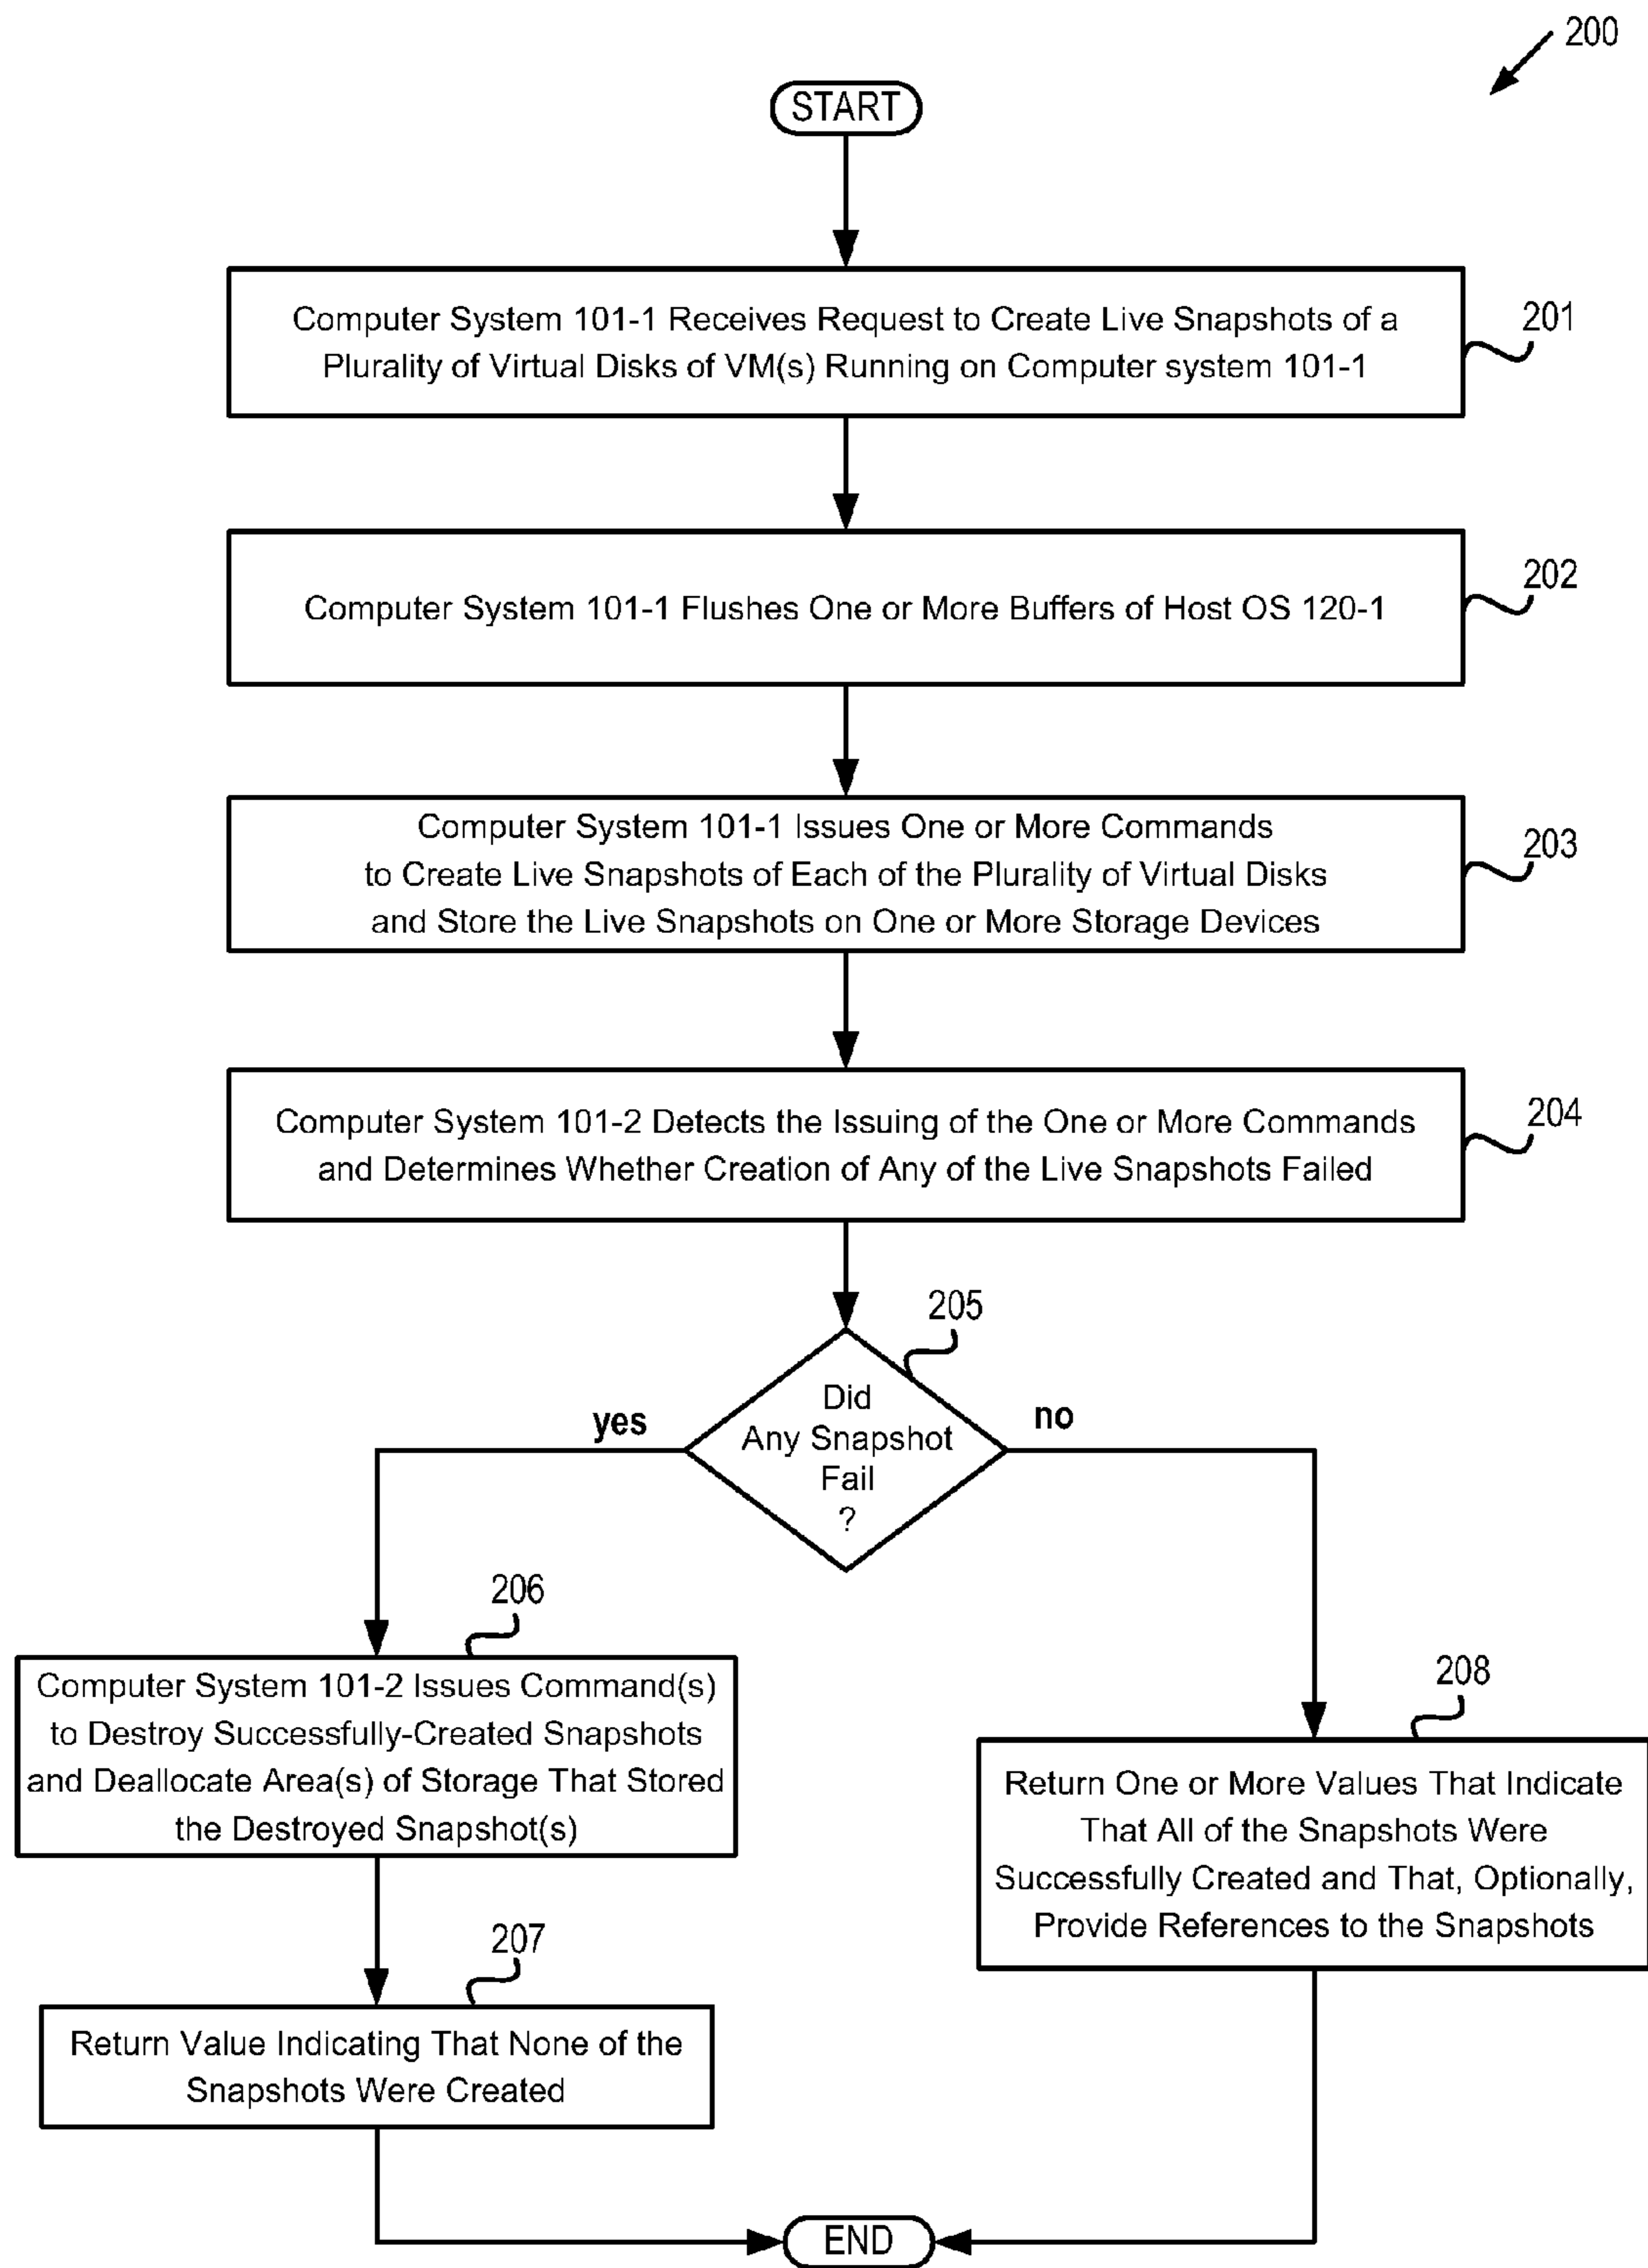 200
START
Computer System 101-1 Receives Request to Create Live Snapshots of a
Plurality of Virtual Disks of VM(s) Running on Computer system 101-1
201
Computer System 101-1 Flushes One or More Buffers of Host OS 120-1
202
Computer System 101-1 Issues One or More Commands
to Create Live Snapshots of Each of the Plurality of Virtual Disks
and Store the Live Snapshots on One or More Storage Devices
203
Computer System 101-2 Detects the Issuing of the One or More Commands
and Determines Whether Creation of Any of the Live Snapshots Failed
204
205
Did
Any Snapshot
Fail
?
yes
no
206
Computer System 101-2 Issues Command(s)
to Destroy Successfully-Created Snapshots
and Deallocate Area(s) of Storage That Stored
the Destroyed Snapshot(s)
208
Return One or More Values That Indicate
That All of the Snapshots Were
Successfully Created and That, Optionally,
Provide References to the Snapshots
207
Return Value Indicating That None of the
Snapshots Were Created
END